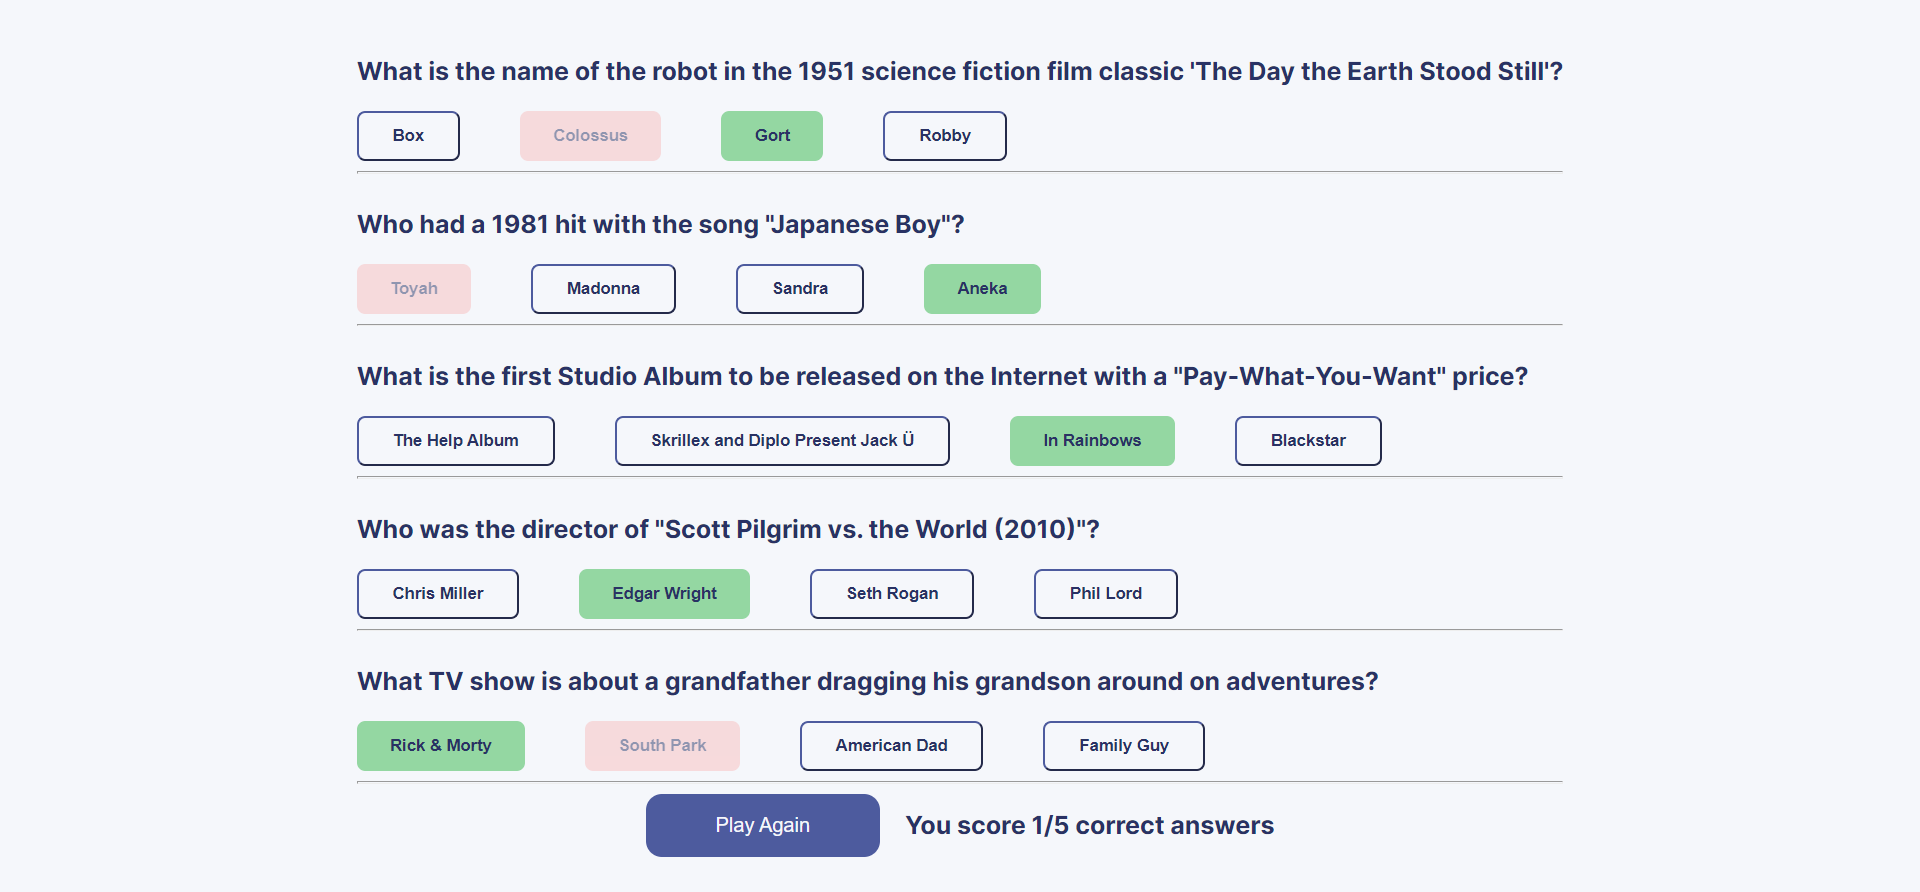 What is the name of the robot in the 1951 science fiction film classic 'The Day the Earth Stood Still'?
Box Colossus Gort Robby
Who had a 1981 hit with the song "Japanese Boy"?
Toyah Madonna Sandra Aneka
What is the first Studio Album to be released on the Internet with a "Pay-What-You-Want" price?
The Help Album Skrillex and Diplo Present Jack Ü In Rainbows Blackstar
Who was the director of "Scott Pilgrim vs. the World (2010)"?
Chris Miller Edgar Wright Seth Rogan Phil Lord
What TV show is about a grandfather dragging his grandson around on adventures?
Rick & Morty South Park American Dad Family Guy
Play Again You score 1/5 correct answers